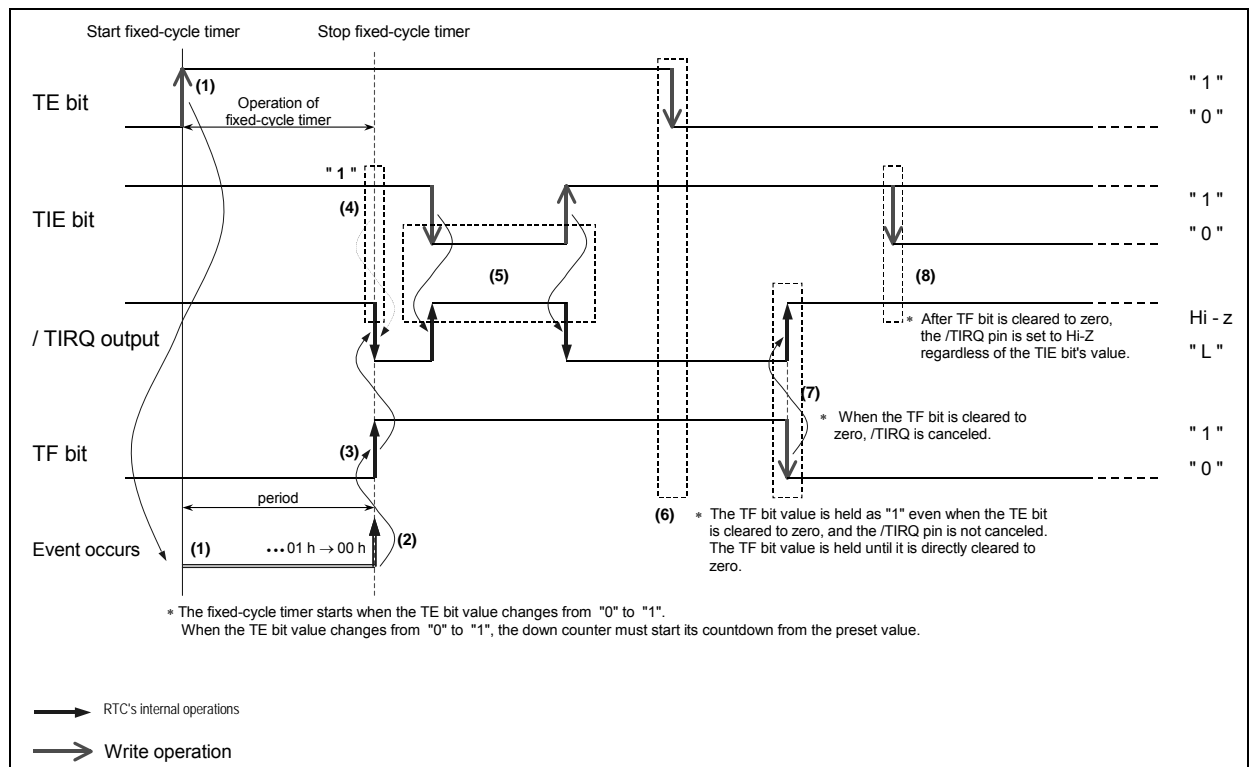 Start fixed-cycle timer
Stop fixed-cycle timer
(1)
TE bit
Operation of
fixed-cycle timer
" 1 "
" 0 "
" 1 "
(4)
TIE bit
" 1 "
" 0 "
(5)
(8)
/ TIRQ output
Hi - z
" L "
* After TF bit is cleared to zero,
the /TIRQ pin is set to Hi-Z
regardless of the TIE bit's value.
(7)
* When the TF bit is cleared to
zero, /TIRQ is canceled.
TF bit
(3)
" 1 "
" 0 "
period
(6)
* The TF bit value is held as "1" even when the TE bit
is cleared to zero, and the /TIRQ pin is not canceled.
The TF bit value is held until it is directly cleared to
zero.
Event occurs
(1)
•••01 h → 00 h
(2)
* The fixed-cycle timer starts when the TE bit value changes from "0" to "1".
When the TE bit value changes from "0" to "1", the down counter must start its countdown from the preset value.
RTC's internal operations
Write operation